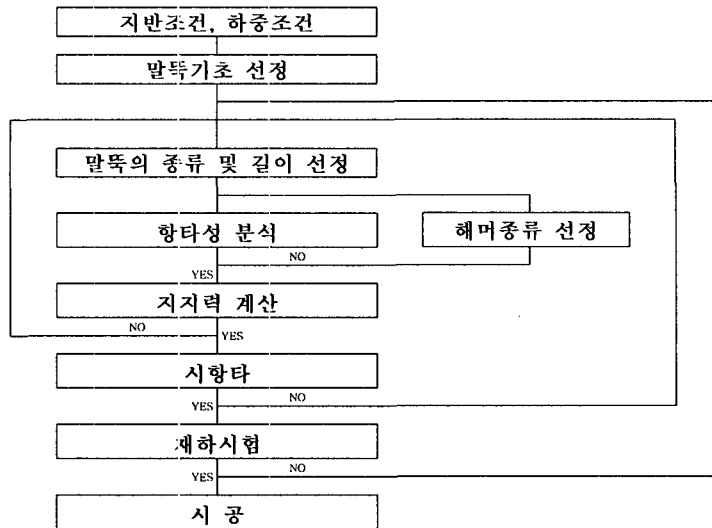 지반조건, 하중조건
말뚝기초 선정
말뚝의 종류 및 길이 선정
항타성 분석
해머종류 선정
NO
YES
지지력 계산
NO
YES
시항타
NO
YES
재하시험
NO
YES
시 공